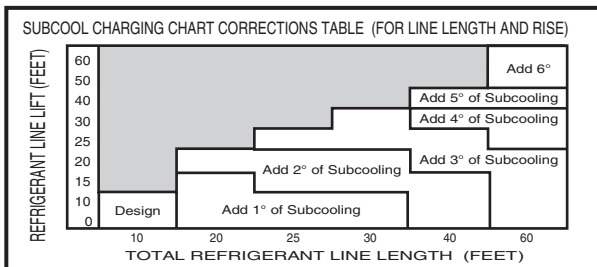 SUBCOOL CHARGING CHART CORRECTIONS TABLE (FOR LINE LENGTH AND RISE)
REFRIGERANT LINE LIFT (FEET)
60
50
40
30
25
20
15
10
0
Add 6°
Add 5° of Subcooling
Add 4° of Subcooling
Add 3° of Subcooling
Add 2° of Subcooling
Design
Add 1° of Subcooling
10 20 25 30 40 60
TOTAL REFRIGERANT LINE LENGTH (FEET)